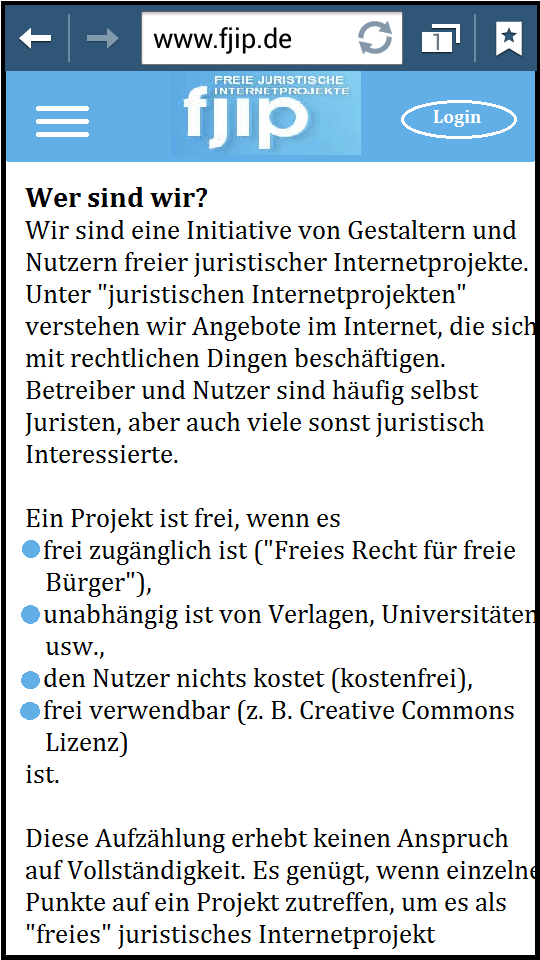 www.fjip.de
1
FREIE JURISTISCHE
INTERNETPROJEKTE
fjip
Login
Wer sind wir?
Wir sind eine Initiative von Gestaltern und
Nutzern freier juristischer Internetprojekte.
Unter "juristischen Internetprojekten"
verstehen wir Angebote im Internet, die sich
mit rechtlichen Dingen beschäftigen.
Betreiber und Nutzer sind häufig selbst
Juristen, aber auch viele sonst juristisch
Interessierte.
Ein Projekt ist frei, wenn es
frei zugänglich ist ("Freies Recht für freie
Bürger"),
unabhängig ist von Verlagen, Universitäten
usw.,
den Nutzer nichts kostet (kostenfrei),
frei verwendbar (z. B. Creative Commons
Lizenz)
ist.
Diese Aufzählung erhebt keinen Anspruch
auf Vollständigkeit. Es genügt, wenn einzelne
Punkte auf ein Projekt zutreffen, um es als
"freies" juristisches Internetprojekt